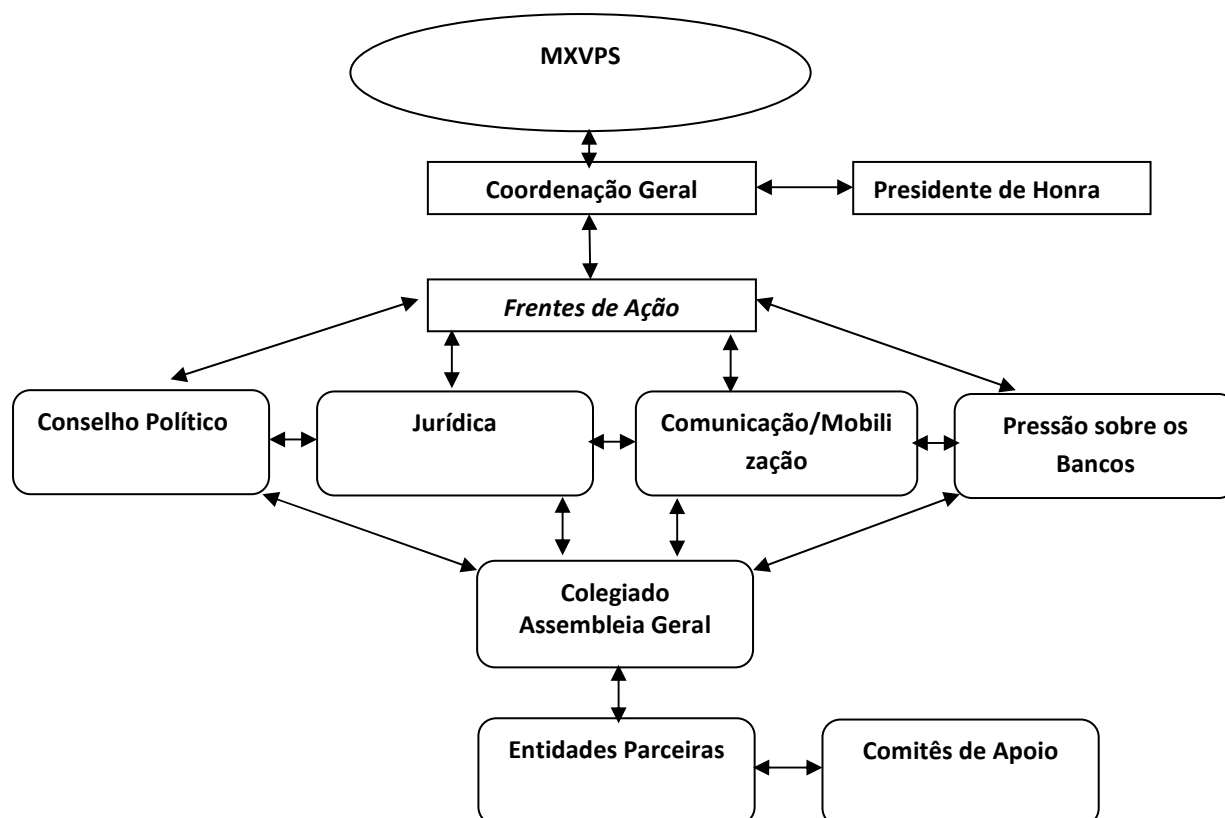 MXVPS
Coordenação Geral
Presidente de Honra
Frentes de Ação
Conselho Político
Jurídica
Comunicação/Mobili
zação
Pressão sobre os
Bancos
Colegiado
Assembleia Geral
Entidades Parceiras
Comitês de Apoio